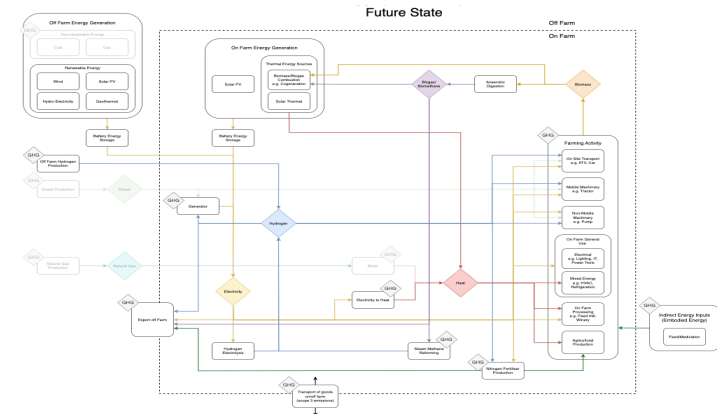 Future State
Off Farm
On Farm
Off Farm Energy Generation
GHG
Non-renewable Energy
Coal
Gas
Renewable Energy
Wind
Solar PV
Hydro-Electricity
Geothermal
Battery Energy
Storage
On Farm Energy Generation
Solar PV
Thermal Energy Sources
Biomass/Biogas
Combustion
e.g. Cogeneration
Solar Thermal
Battery Energy
Storage
Biogas/
Biomethane
Anaerobic
Digestion
Biomass
GHG
Off Farm Hydrogen
Production
GHG
Diesel Production
Diesel
GHG
Generator
Hydrogen
GHG
Natural Gas
Production
Natural Gas
GHG
Boiler
GHG
Electricity to Heat
Heat
Electricity
GHG
Export off Farm
Hydrogen
Electrolysis
GHG
Steam Methane
Reforming
GHG
Nitrogen Fertiliser
Production
GHG
Transport of goods
on/off farm
(scope 3 emissions)
GHG
Farming Activity
On-Site Transport
e.g. ATV, Car
Mobile Machinery
e.g. Tractor
Non-Mobile
Machinery
e.g. Pump
On Farm General
Use
Electrical
e.g. Lighting, IT,
Power Tools
Mixed Energy
e.g. HVAC,
Refrigeration
On Farm
Processing
e.g. Feed Mill,
Winery
Agricultural
Production
GHG
Indirect Energy Inputs
(Embodied Energy)
Feed/Medication